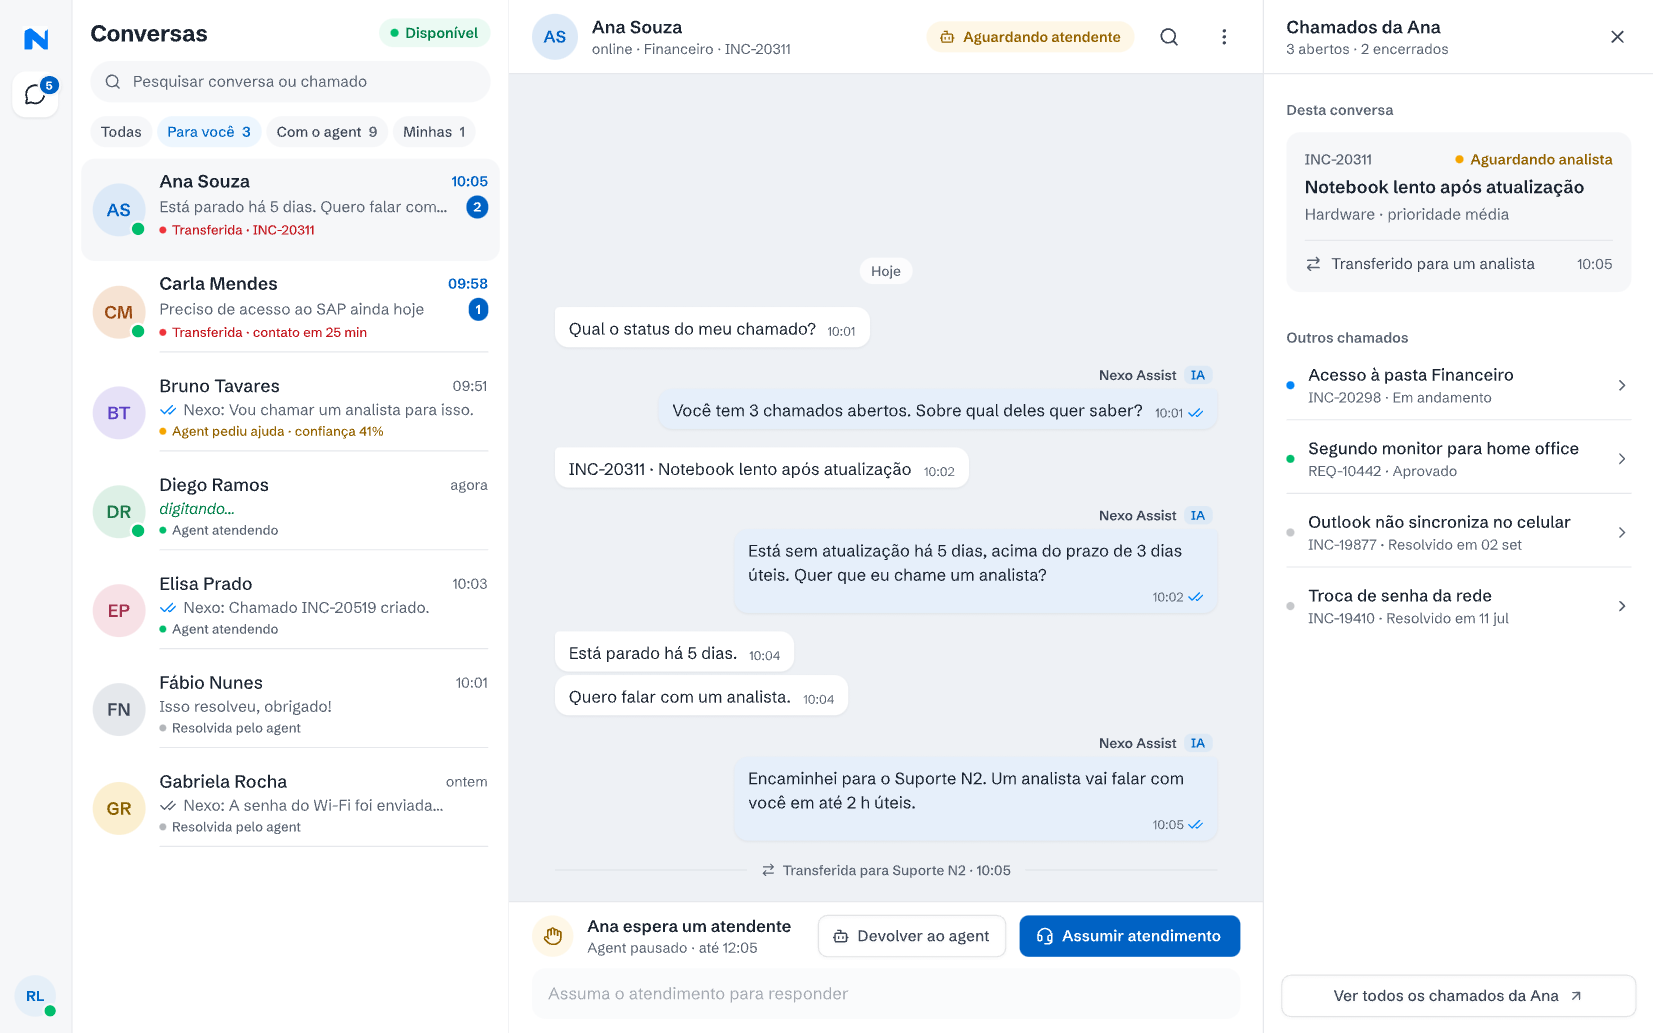 5
RL
Conversas
Disponível
Pesquisar conversa ou chamado
Todas
Para você 3
Com o agent 9
Minhas 1
AS
Ana Souza
10:05
Está parado há 5 dias. Quero falar com...
2
Transferida · INC-20311
CM
Carla Mendes
09:58
Preciso de acesso ao SAP ainda hoje
1
Transferida · contato em 25 min
BT
Bruno Tavares
09:51
Nexo: Vou chamar um analista para isso.
Agent pediu ajuda · confiança 41%
DR
Diego Ramos
agora
digitando...
Agent atendendo
EP
Elisa Prado
10:03
Nexo: Chamado INC-20519 criado.
Agent atendendo
FN
Fábio Nunes
10:01
Isso resolveu, obrigado!
Resolvida pelo agent
GR
Gabriela Rocha
ontem
Nexo: A senha do Wi-Fi foi enviada...
Resolvida pelo agent
AS
Ana Souza
online · Financeiro · INC-20311
Aguardando atendente
Hoje
Qual o status do meu chamado? 10:01
Nexo Assist IA
Você tem 3 chamados abertos. Sobre qual deles quer saber? 10:01
INC-20311 · Notebook lento após atualização 10:02
Nexo Assist IA
Está sem atualização há 5 dias, acima do prazo de 3 dias
úteis. Quer que eu chame um analista?
10:02
Está parado há 5 dias. 10:04
Quero falar com um analista. 10:04
Nexo Assist IA
Encaminhei para o Suporte N2. Um analista vai falar com
você em até 2 h úteis.
10:05
Transferida para Suporte N2 · 10:05
Ana espera um atendente
Agent pausado · até 12:05
Devolver ao agent
Assumir atendimento
Assuma o atendimento para responder
Chamados da Ana
3 abertos · 2 encerrados
Desta conversa
INC-20311
Aguardando analista
Notebook lento após atualização
Hardware · prioridade média
Transferido para um analista
10:05
Outros chamados
Acesso à pasta Financeiro
INC-20298 · Em andamento
Segundo monitor para home office
REQ-10442 · Aprovado
Outlook não sincroniza no celular
INC-19877 · Resolvido em 02 set
Troca de senha da rede
INC-19410 · Resolvido em 11 jul
Ver todos os chamados da Ana